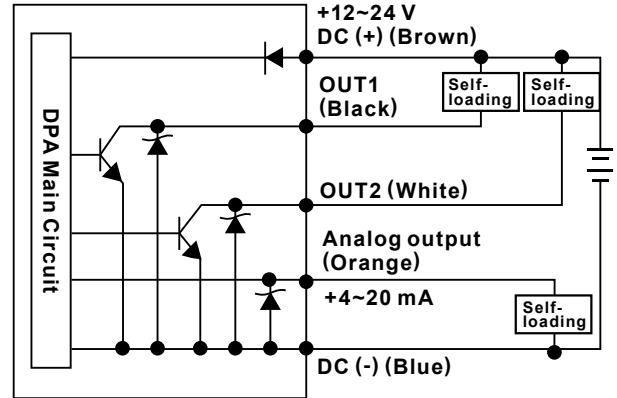 +12~24 V
DC (+) (Brown)
OUT1
(Black)
Self-
loading
Self-
loading
DPA Main Circuit
OUT2 (White)
Analog output
(Orange)
+4~20 mA
Self-
loading
DC (-) (Blue)